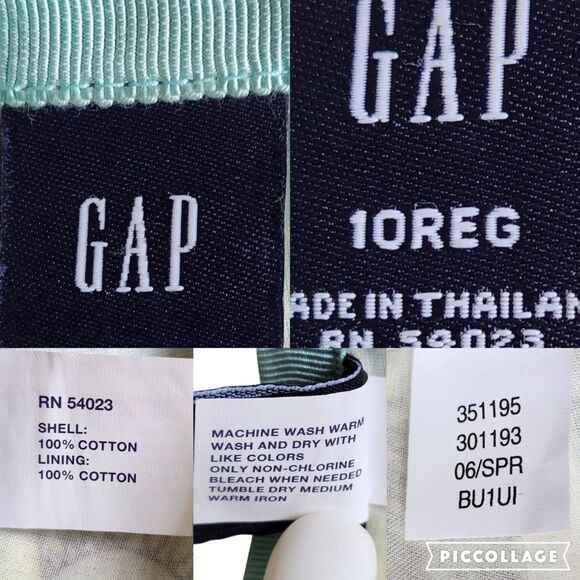 GAP
GAP
10REG
ADE IN THAILAN
RN 54023
RN 54023
SHELL:
100% COTTON
LINING:
100% COTTON
MACHINE WASH WARM
WASH AND DRY WITH
LIKE COLORS
ONLY NON-CHLORINE
BLEACH WHEN NEEDED
TUMBLE DRY MEDIUM
WARM IRON
351195
301193
06/SPR
BU1UI
PICCOLLAGE